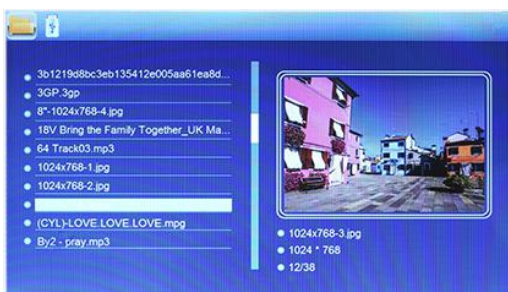 3b1219d8bc3eb135412e005aa61ea8d...
3GP.3gp
8"-1024x768-4.jpg
18V Bring the Family Together_UK Ma...
64 Track03.mp3
1024x768-1.jpg
1024x768-2.jpg
(CYL)-LOVE.LOVE.LOVE.mpg
By2 - pray.mp3
1024x768-3.jpg
1024 * 768
12/38